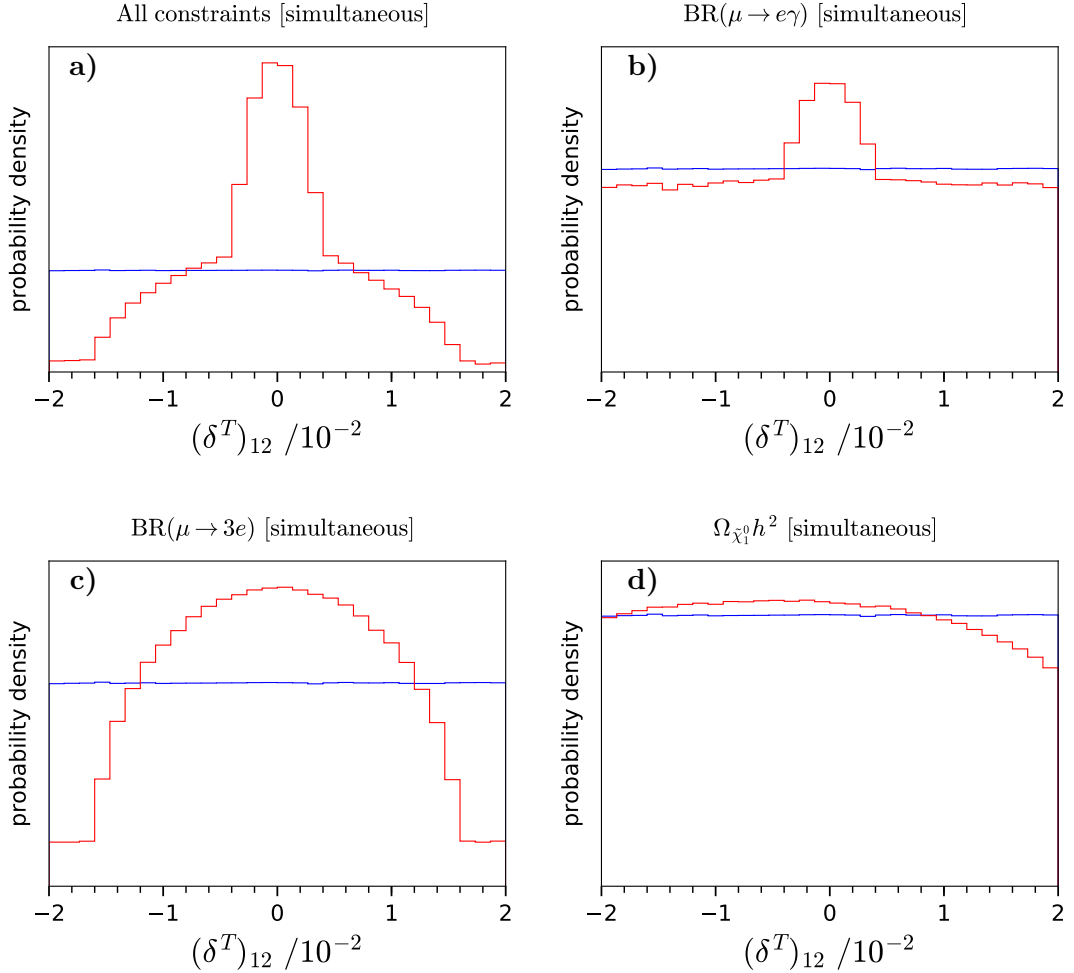 All constraints [simultaneous]
a)
probability density
−2 −1 0 1 2
(δ^T)_12 /10^−2
BR(μ → eγ) [simultaneous]
b)
probability density
−2 −1 0 1 2
(δ^T)_12 /10^−2
BR(μ → 3e) [simultaneous]
c)
probability density
−2 −1 0 1 2
(δ^T)_12 /10^−2
Ω_χ̃₁⁰ h² [simultaneous]
d)
probability density
−2 −1 0 1 2
(δ^T)_12 /10^−2